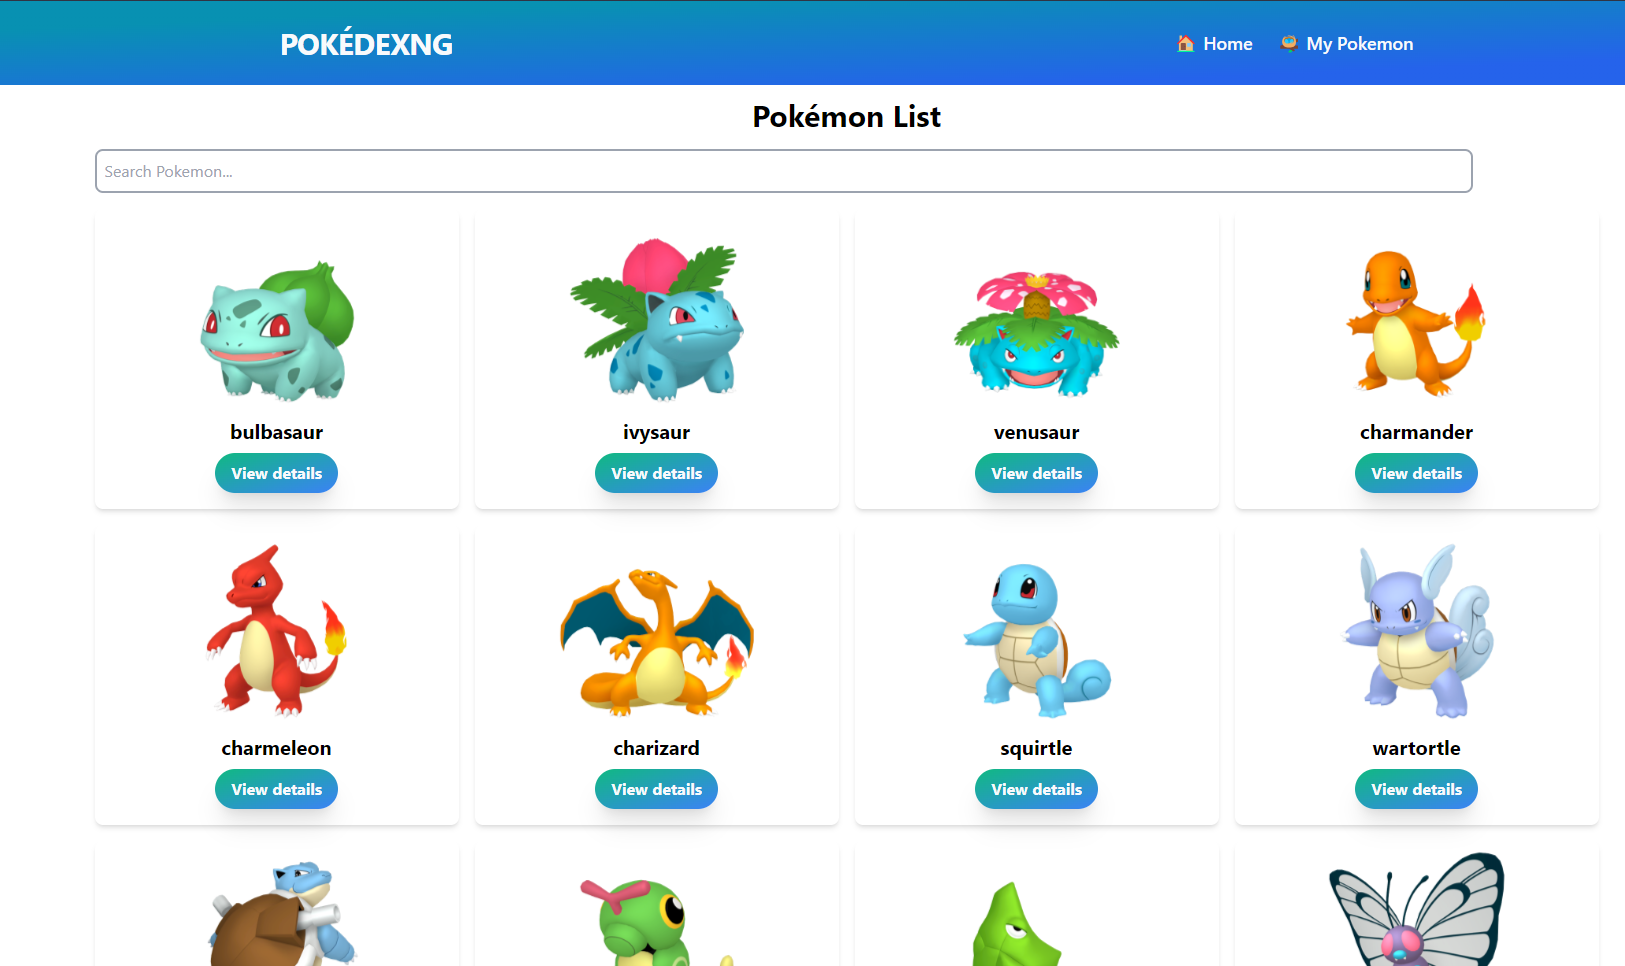 POKÉDEXNG
Home
My Pokemon
Pokémon List
Search Pokemon...
bulbasaur
ivysaur
venusaur
charmander
View details
View details
View details
View details
charmeleon
charizard
squirtle
wartortle
View details
View details
View details
View details